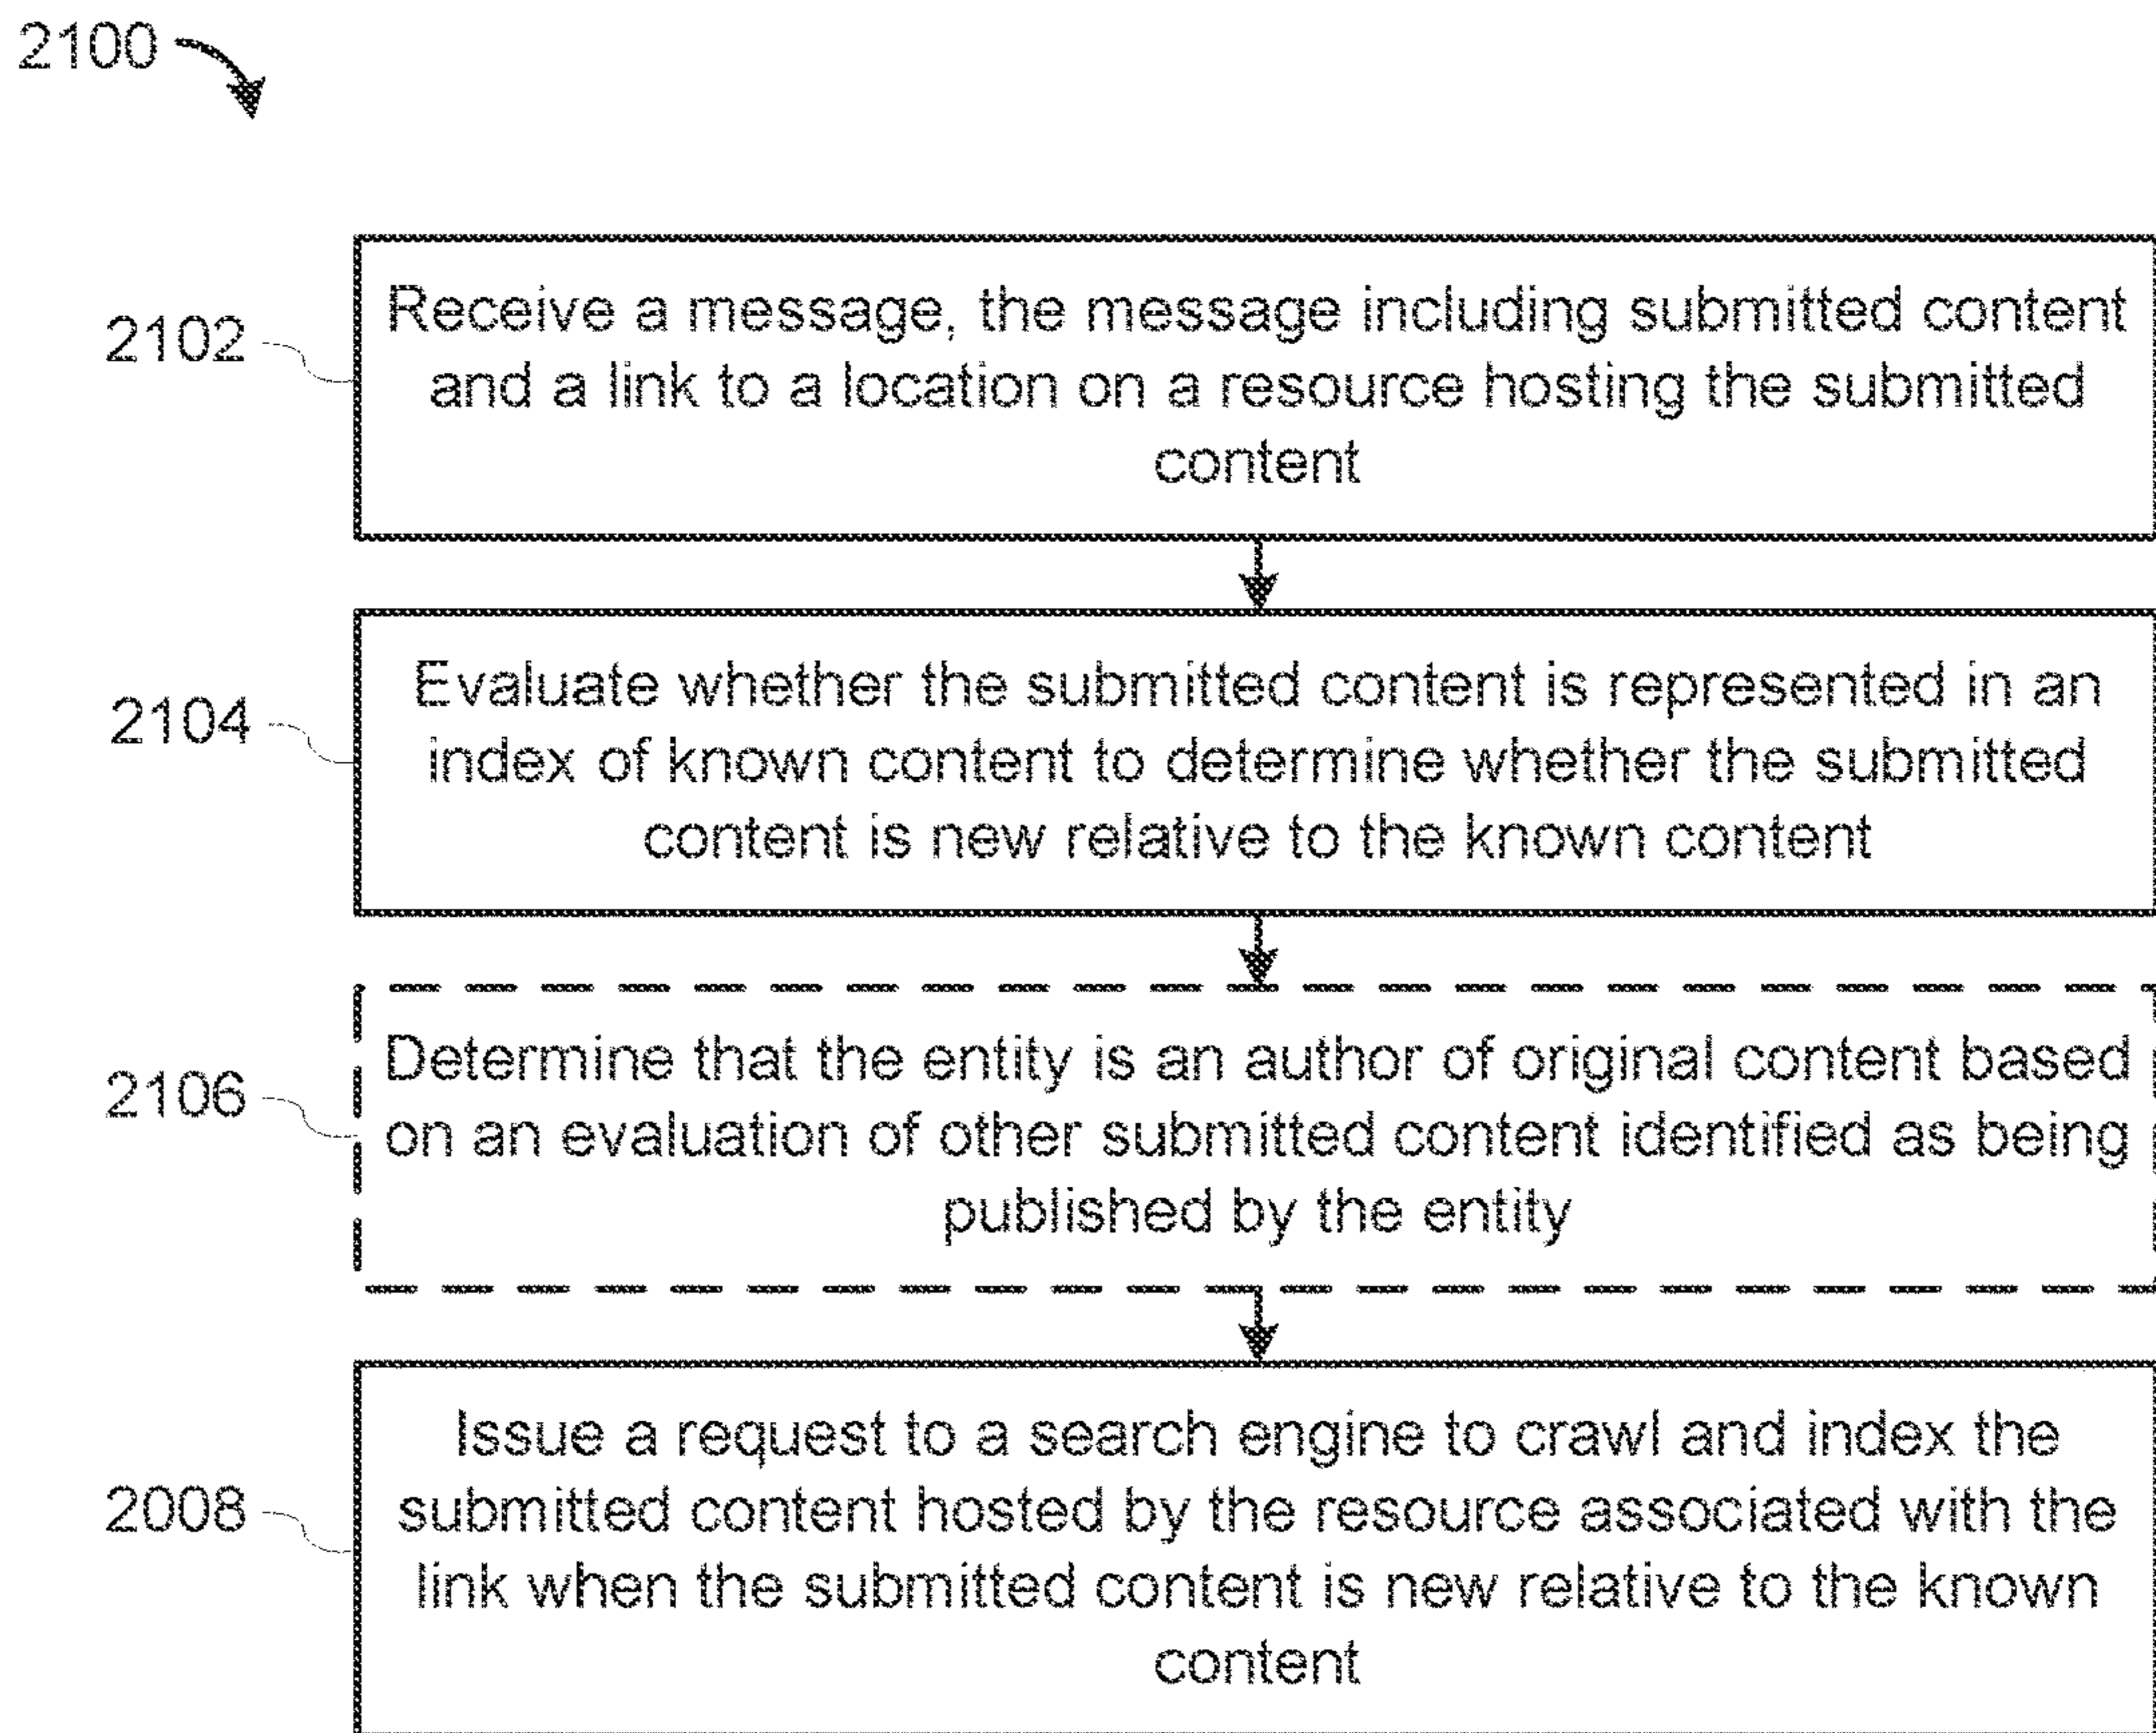 2100
2102
Receive a message, the message including submitted content
and a link to a location on a resource hosting the submitted
content
2104
Evaluate whether the submitted content is represented in an
index of known content to determine whether the submitted
content is new relative to the known content
2106
Determine that the entity is an author of original content based
on an evaluation of other submitted content identified as being
published by the entity
2008
Issue a request to a search engine to crawl and index the
submitted content hosted by the resource associated with the
link when the submitted content is new relative to the known
content